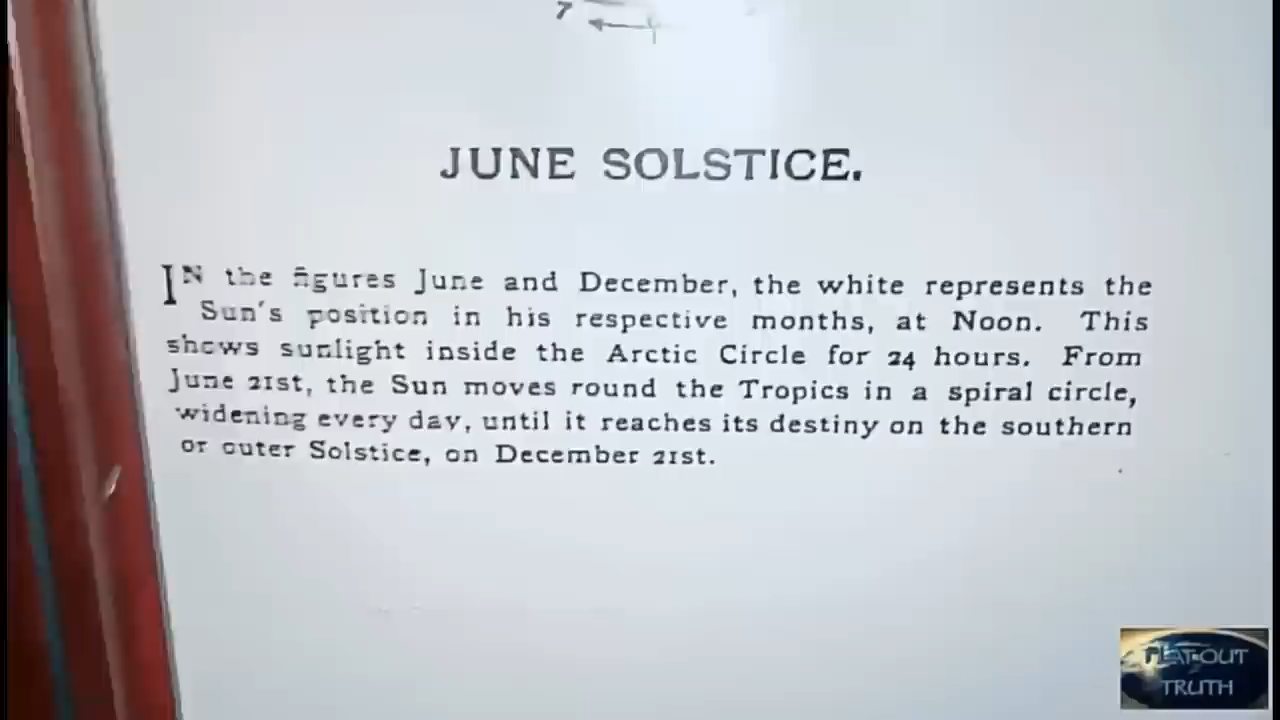 7
JUNE SOLSTICE.
IN the figures June and December, the white represents the
Sun's position in his respective months, at Noon. This
shows sunlight inside the Arctic Circle for 24 hours. From
June 21st, the Sun moves round the Tropics in a spiral circle,
widening every day, until it reaches its destiny on the southern
or outer Solstice, on December 21st.
FLAT-OUT
TRUTH